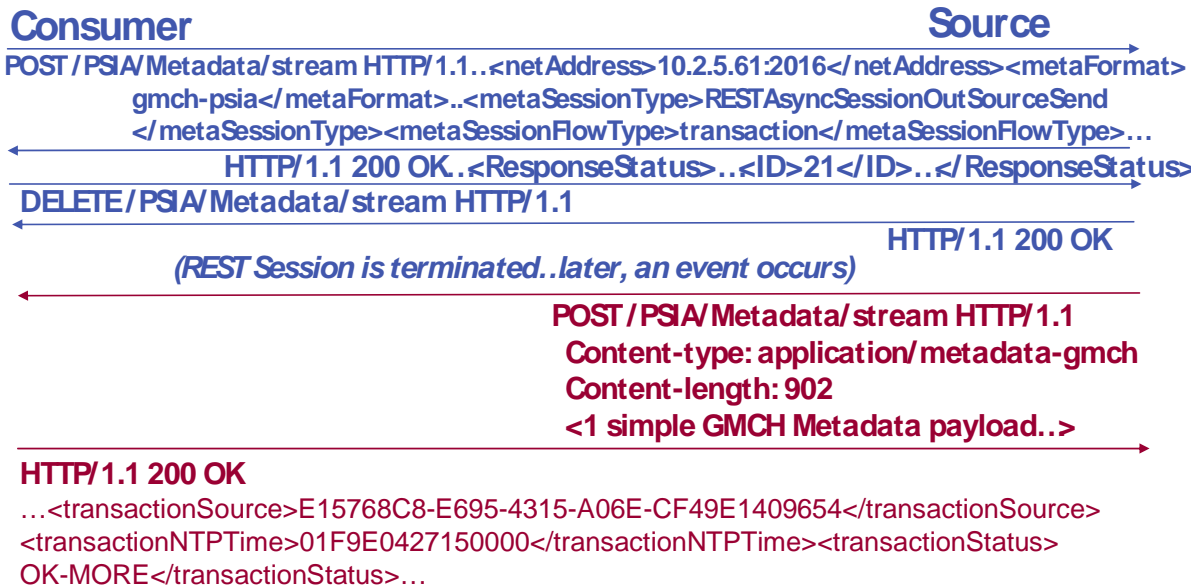 Consumer Source
POST / PSIA/ Metadata/ stream HTTP/ 1.1…<netAddress>10.2.5.61:2016</ netAddress><metaFormat>
gmch-psia</ metaFormat>..<metaSessionType>RESTAsyncSessionOutSourceSend
</ metaSessionType><metaSessionFlowType>transaction</ metaSessionFlowType>…
HTTP/ 1.1 200 OK…<ResponseStatus>…<ID>21</ ID>…</ ResponseStatus>
DELETE / PSIA/ Metadata/ stream HTTP/ 1.1
HTTP/ 1.1 200 OK
(REST Session is terminated…later, an event occurs)
POST / PSIA/ Metadata/ stream HTTP/ 1.1
Content-type: application/ metadata-gmch
Content-length: 902
<1 simple GMCH Metadata payload…>
HTTP/ 1.1 200 OK
…<transactionSource>E15768C8-E695-4315-A06E-CF49E1409654</transactionSource>
<transactionNTPTime>01F9E0427150000</transactionNTPTime><transactionStatus>
OK-MORE</transactionStatus>…